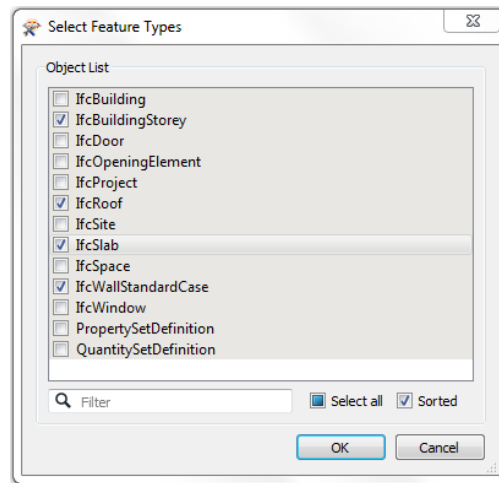 Select Feature Types
Object List
IfcBuilding
IfcBuildingStorey
IfcDoor
IfcOpeningElement
IfcProject
IfcRoof
IfcSite
IfcSlab
IfcSpace
IfcWallStandardCase
IfcWindow
PropertySetDefinition
QuantitySetDefinition
Filter Select all Sorted
OK Cancel